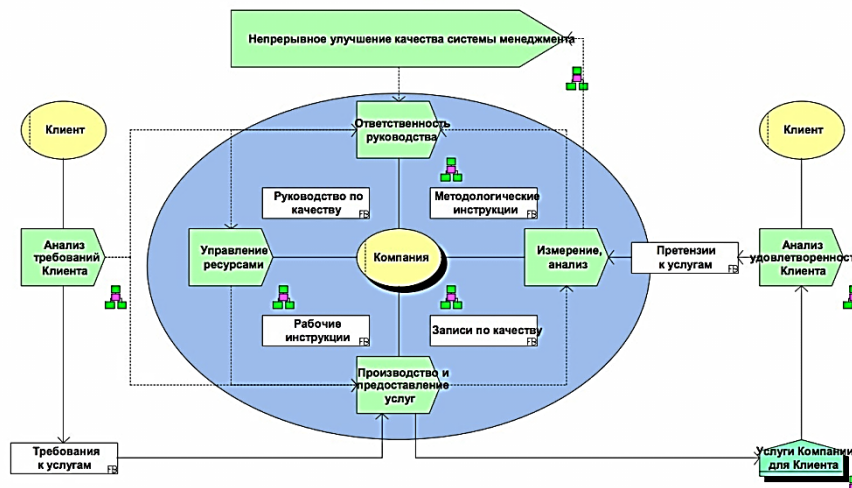 Непрерывное улучшение качества системы менеджмента
Клиент
Ответственность
руководства
Клиент
Руководство по
качеству
Методологические
инструкции
Анализ
требований
Клиента
Управление
ресурсами
Компания
Измерение,
анализ
Претензии
к услугам
Анализ
удовлетворенност
Клиента
Рабочие
инструкции
Записи по качеству
Производство и
предоставление
услуг
Требования
к услугам
Услуги Компании
для Клиента